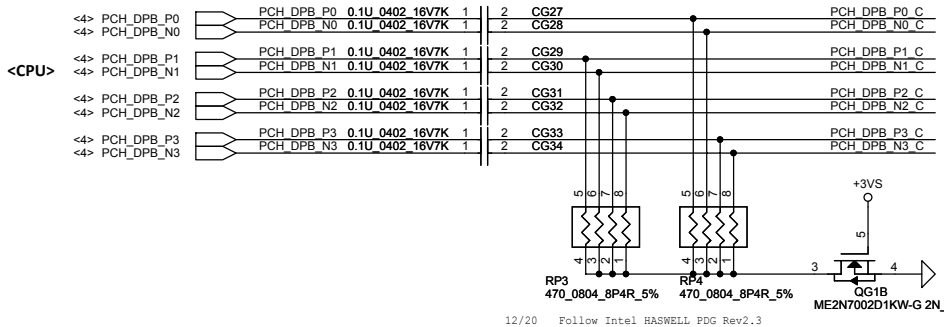 <4> PCH_DPB_P0 PCH_DPB_P0 0.1U_0402_16V7K 1 2 CG27 PCH_DPB_P0_C
<4> PCH_DPB_N0 PCH_DPB_N0 0.1U_0402_16V7K 1 2 CG28 PCH_DPB_N0_C
<4> PCH_DPB_P1 PCH_DPB_P1 0.1U_0402_16V7K 1 2 CG29 PCH_DPB_P1_C
<CPU> <4> PCH_DPB_N1 PCH_DPB_N1 0.1U_0402_16V7K 1 2 CG30 PCH_DPB_N1_C
<4> PCH_DPB_P2 PCH_DPB_P2 0.1U_0402_16V7K 1 2 CG31 PCH_DPB_P2_C
<4> PCH_DPB_N2 PCH_DPB_N2 0.1U_0402_16V7K 1 2 CG32 PCH_DPB_N2_C
<4> PCH_DPB_P3 PCH_DPB_P3 0.1U_0402_16V7K 1 2 CG33 PCH_DPB_P3_C
<4> PCH_DPB_N3 PCH_DPB_N3 0.1U_0402_16V7K 1 2 CG34 PCH_DPB_N3_C
+3VS
5 6 7 8 5 6 7 8 5
4 3 2 1 4 3 2 1 3 4
RP3 RP4 QG1B
470_0804_8P4R_5% 470_0804_8P4R_5% ME2N7002D1KW-G 2N_
12/20 Follow Intel HASWELL PDG Rev2.3